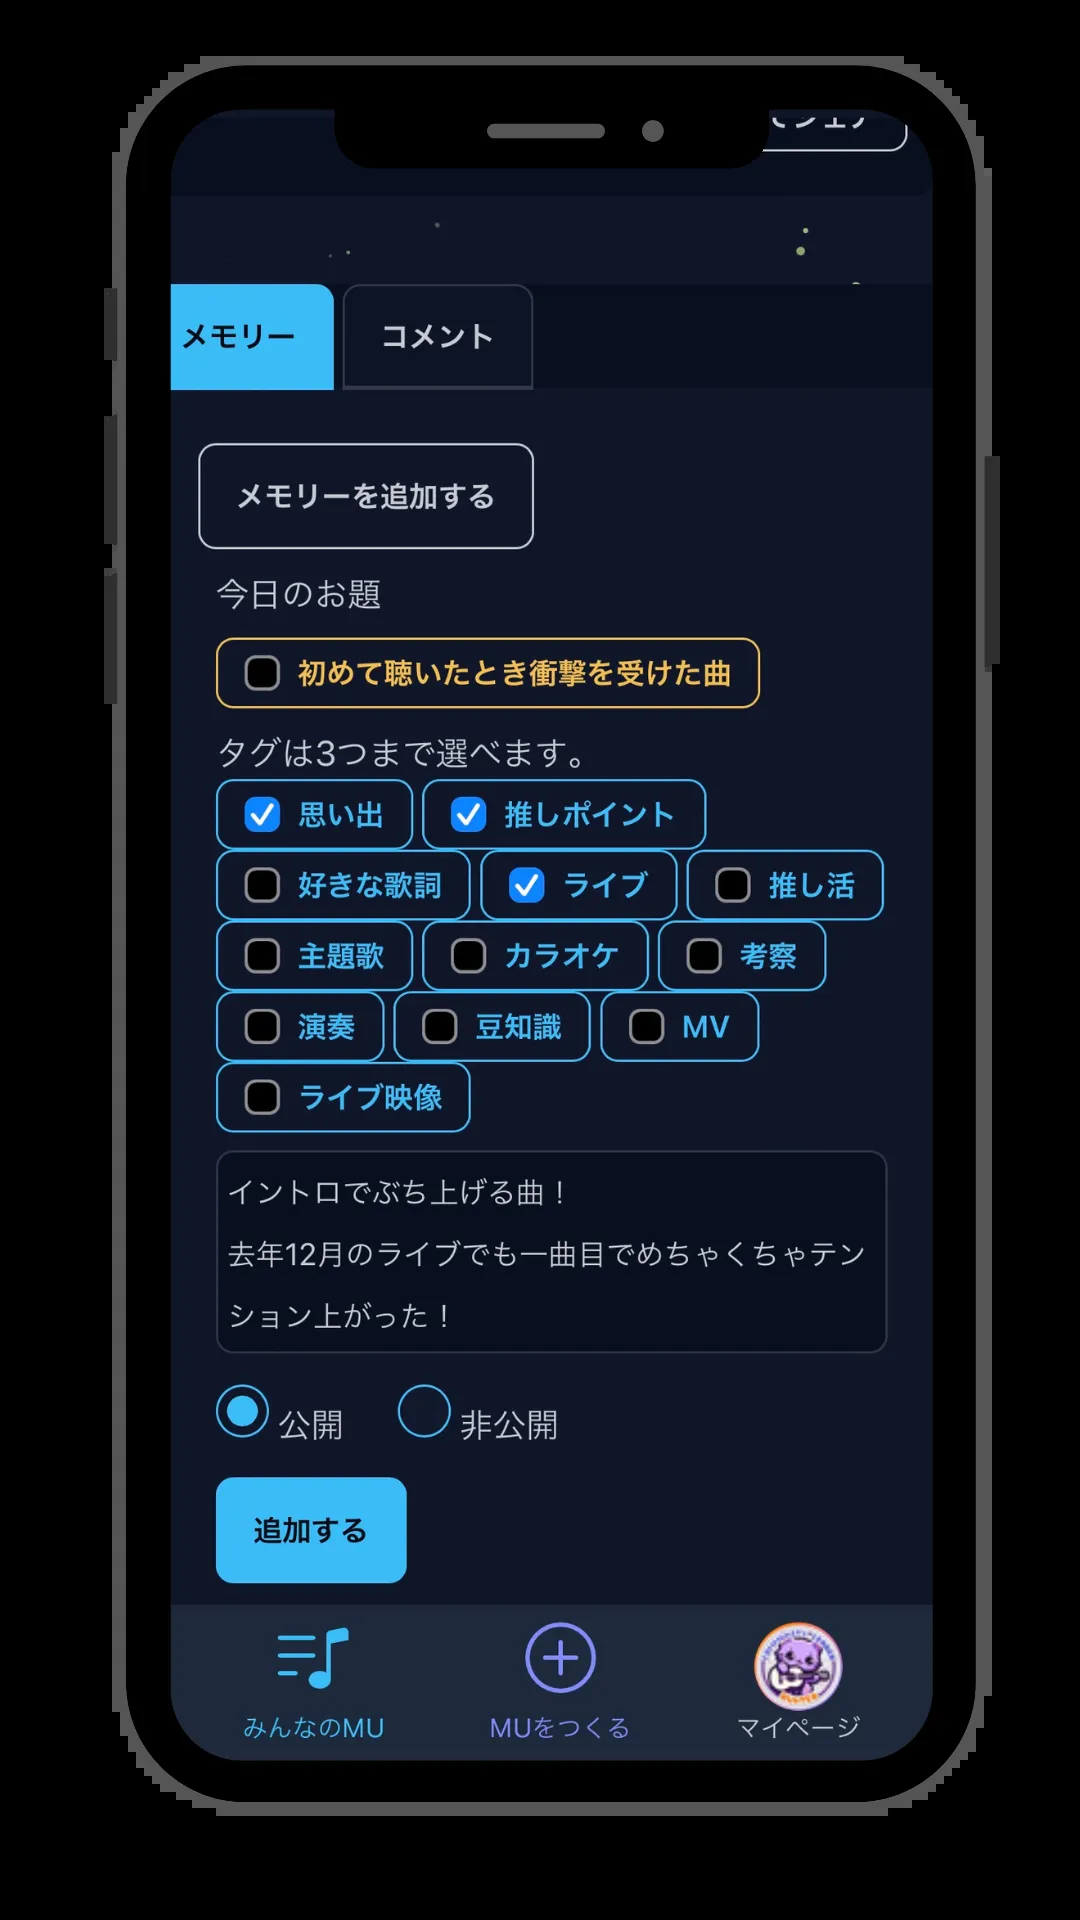 メモリー
コメント
メモリーを追加する
今日のお題
初めて聴いたとき衝撃を受けた曲
タグは3つまで選べます。
思い出 推しポイント
好きな歌詞 ライブ 推し活
主題歌 カラオケ 考察
演奏 豆知識 MV
ライブ映像
イントロでぶち上げる曲！
去年12月のライブでも一曲目でめちゃくちゃテン
ション上がった！
公開 非公開
追加する
みんなのMU MUをつくる マイページ